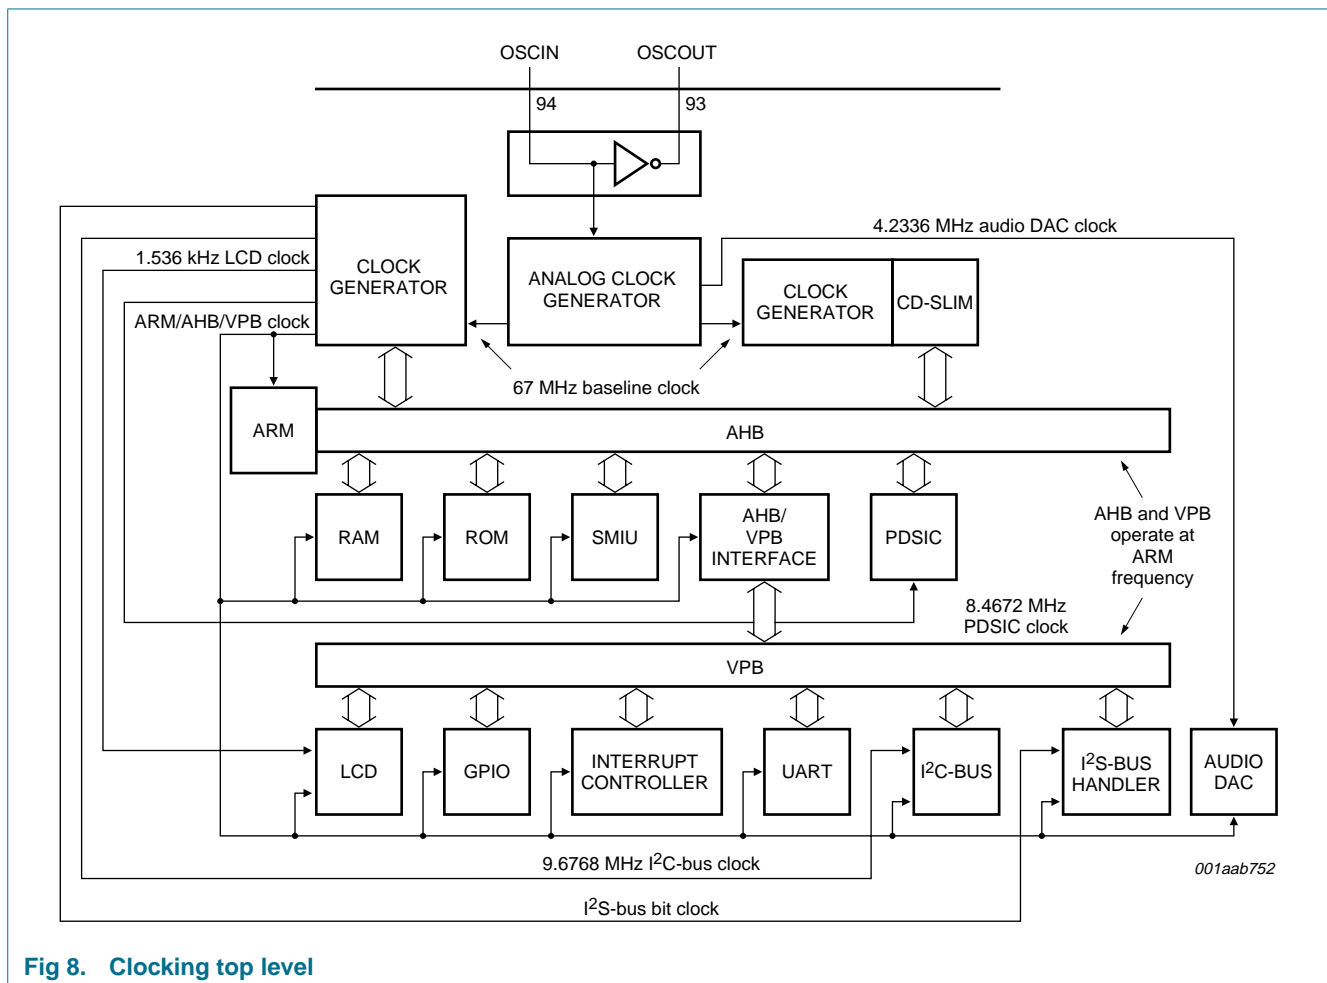 OSCIN
OSCOUT
94
93
4.2336 MHz audio DAC clock
1.536 kHz LCD clock
CLOCK
GENERATOR
ANALOG CLOCK
GENERATOR
CLOCK
GENERATOR
CD-SLIM
ARM/AHB/VPB clock
67 MHz baseline clock
ARM
AHB
RAM
ROM
SMIU
AHB/
VPB
INTERFACE
PDSIC
AHB and VPB
operate at
ARM
frequency
8.4672 MHz
PDSIC clock
VPB
LCD
GPIO
INTERRUPT
CONTROLLER
UART
I²C-BUS
I²S-BUS
HANDLER
AUDIO
DAC
9.6768 MHz I²C-bus clock
001aab752
I²S-bus bit clock
Fig 8. Clocking top level